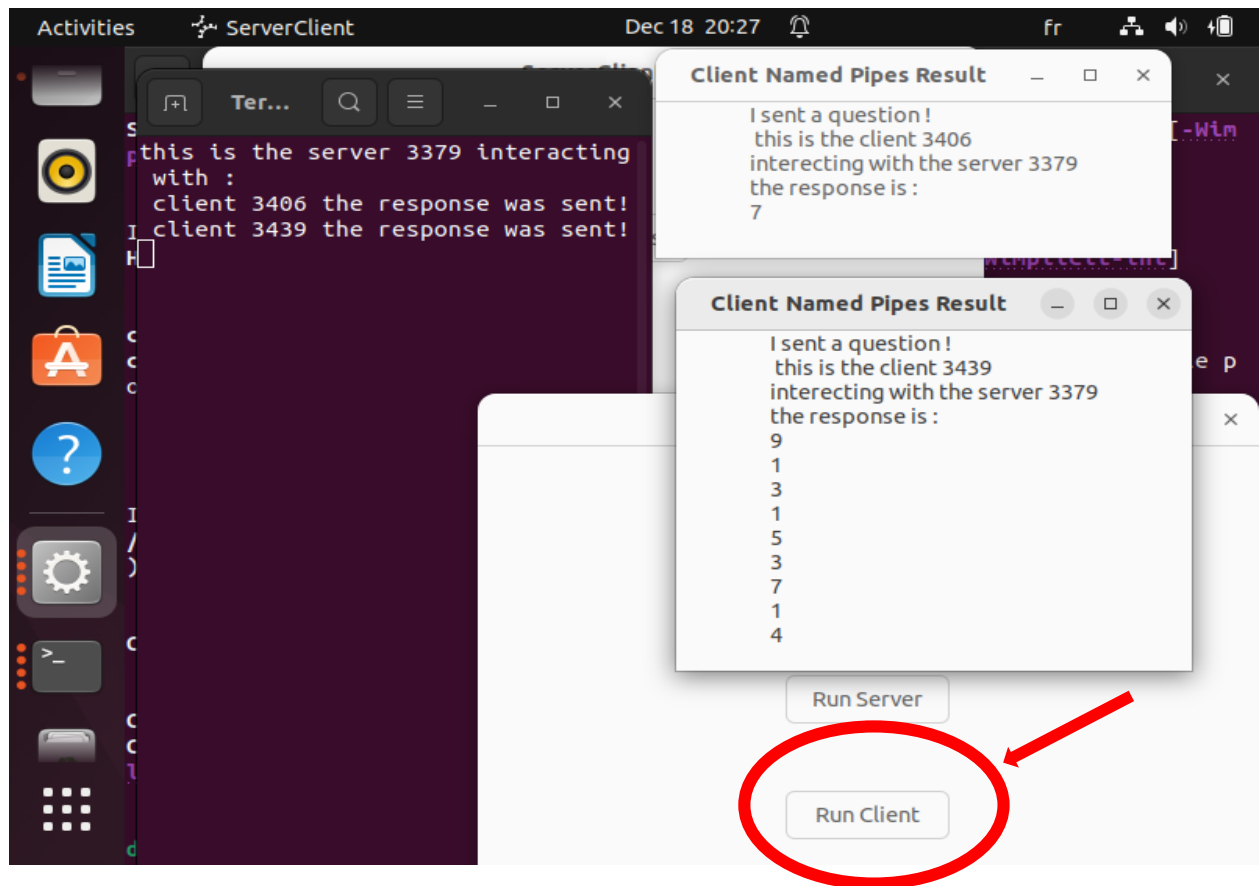 Activities ServerClient Dec 18 20:27 fr
Ter...
this is the server 3379 interacting
with :
client 3406 the response was sent!
client 3439 the response was sent!
Client Named Pipes Result
I sent a question !
this is the client 3406
interecting with the server 3379
the response is :
7
[-Wim
Client Named Pipes Result
I sent a question !
this is the client 3439
interecting with the server 3379
the response is :
9
1
3
1
5
3
7
1
4
Run Server
Run Client